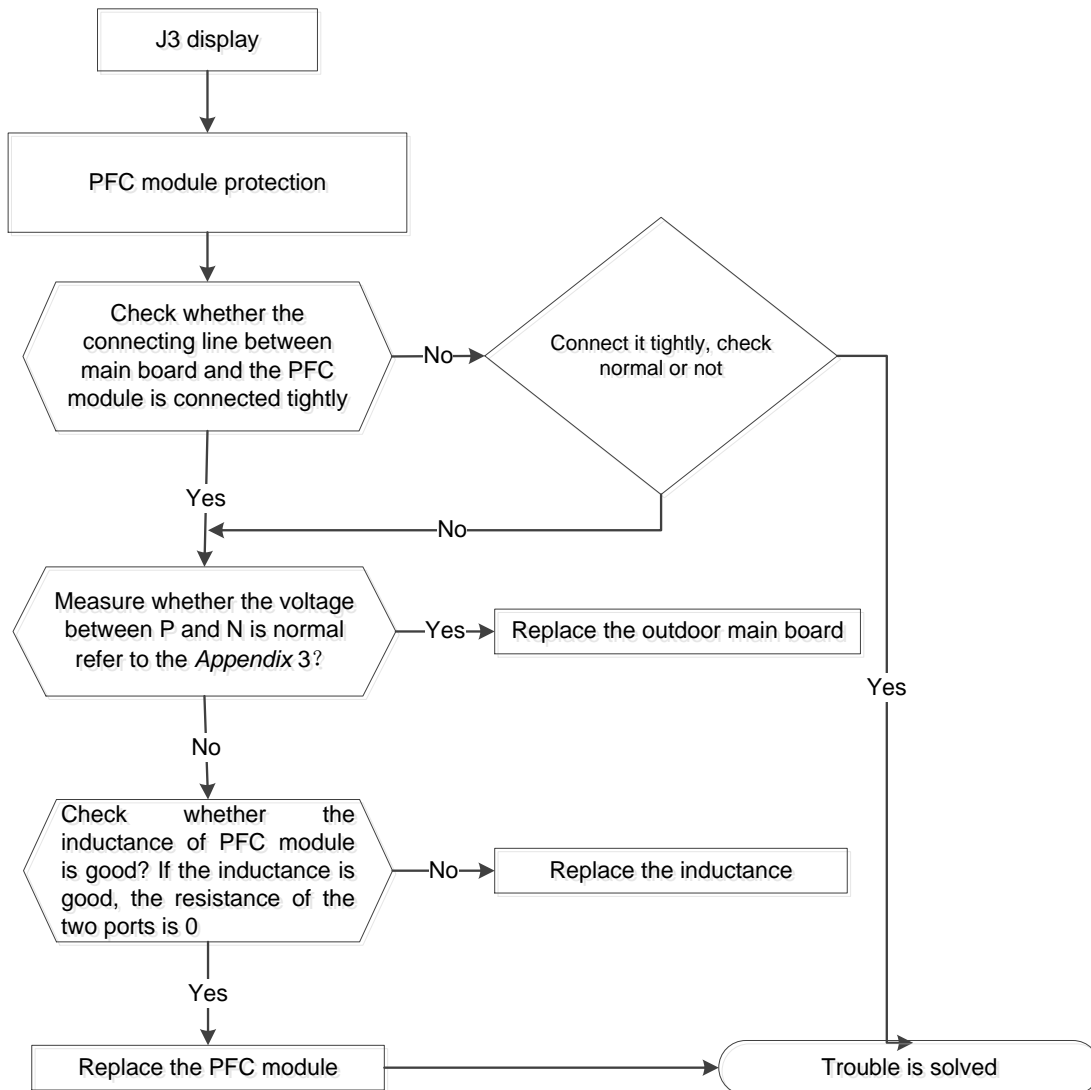 J3 display
PFC module protection
Check whether the
connecting line between
main board and the PFC
module is connected tightly
No
Connect it tightly, check
normal or not
Yes
No
Measure whether the voltage
between P and N is normal
refer to the Appendix 3?
Yes
Replace the outdoor main board
Yes
No
Check whether the
inductance of PFC module
is good? If the inductance is
good, the resistance of the
two ports is 0
No
Replace the inductance
Yes
Replace the PFC module
Trouble is solved